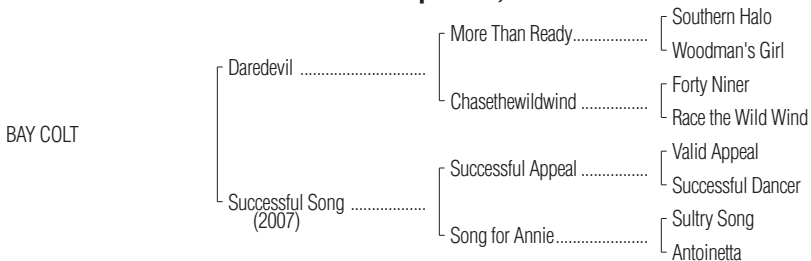 Southern Halo
More Than Ready.................
Woodman's Girl
Daredevil ..............................
Forty Niner
Chasethewildwind ................
Race the Wild Wind
BAY COLT
Valid Appeal
Successful Appeal ................
Successful Dancer
Successful Song ..................
(2007)
Sultry Song
Song for Annie......................
Antoinetta